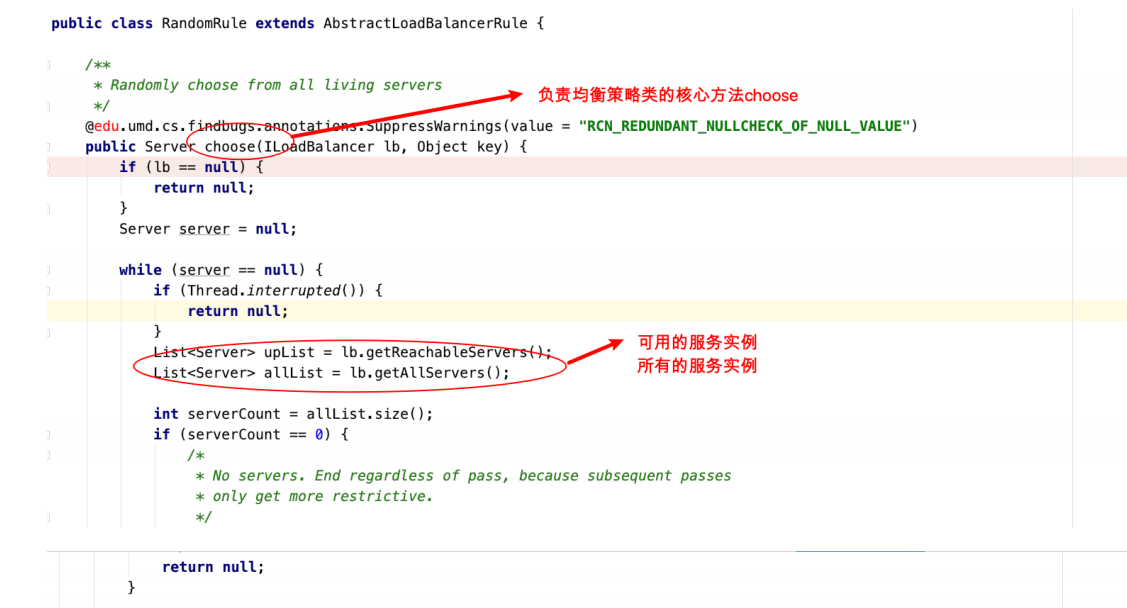 public class RandomRule extends AbstractLoadBalancerRule {
/**
* Randomly choose from all living servers
*/
负责均衡策略类的核心方法choose
@edu.umd.cs.findbugs.annotations.SuppressWarnings(value = "RCN_REDUNDANT_NULLCHECK_OF_NULL_VALUE")
public Server choose(ILoadBalancer lb, Object key) {
if (lb == null) {
return null;
}
Server server = null;
while (server == null) {
if (Thread.interrupted()) {
return null;
}
List<Server> upList = lb.getReachableServers();
List<Server> allList = lb.getAllServers();
可用的服务实例
所有的服务实例
int serverCount = allList.size();
if (serverCount == 0) {
/*
* No servers. End regardless of pass, because subsequent passes
* only get more restrictive.
*/
return null;
}